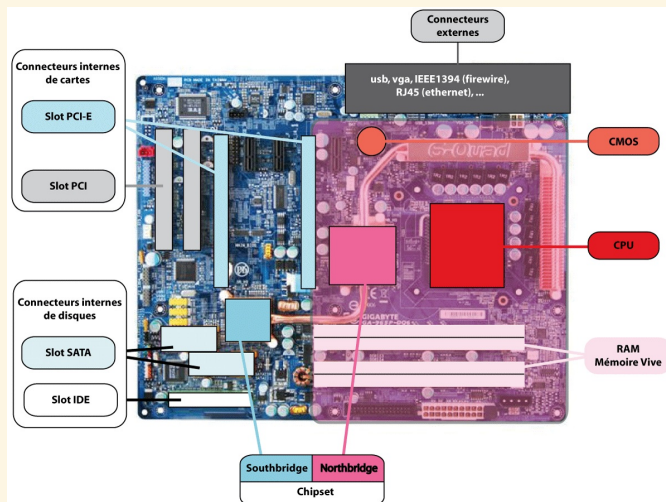 Connecteurs
externes
usb, vga, IEEE1394 (firewire),
RJ45 (ethernet), ...
Connecteurs internes
de cartes
Slot PCI-E
Slot PCI
CMOS
CPU
GIGABYTE
Connecteurs internes
de disques
Slot SATA
Slot IDE
RAM
Mémoire Vive
Southbridge
Northbridge
Chipset